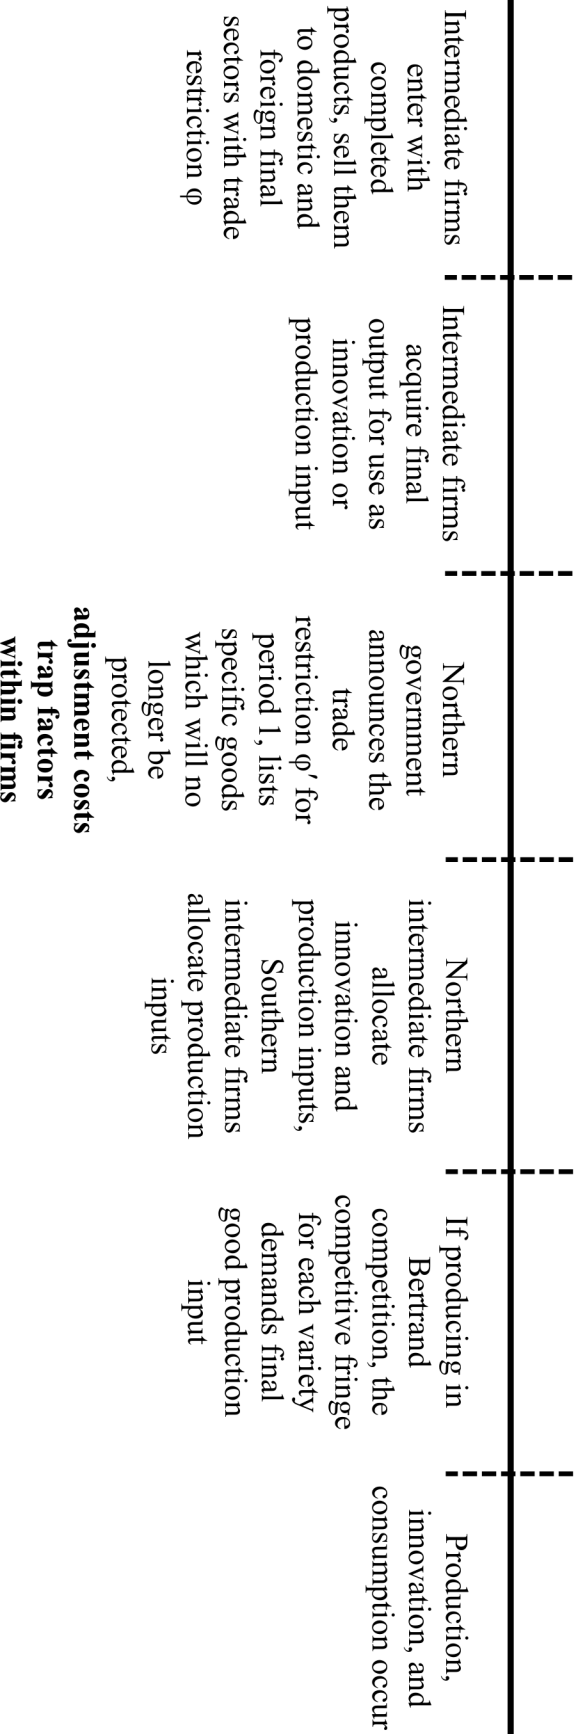 Intermediate firms
enter with
completed
products, sell them
to domestic and
foreign final
sectors with trade
restriction φ
Intermediate firms
acquire final
output for use as
innovation or
production input
Northern
government
announces the
trade
restriction φ′ for
period 1, lists
specific goods
which will no
longer be
protected,
adjustment costs
trap factors
within firms
Northern
intermediate firms
allocate
innovation and
production inputs,
Southern
intermediate firms
allocate production
inputs
If producing in
Bertrand
competition, the
competitive fringe
for each variety
demands final
good production
input
Production,
innovation, and
consumption occur